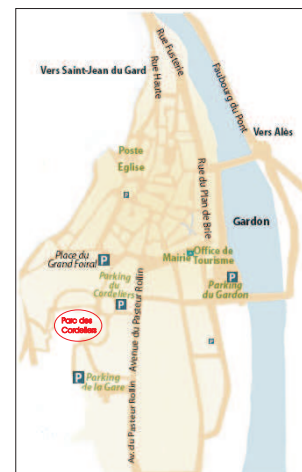 Rue Fusterie
Vers Saint-Jean du Gard
Rue Haute
Faubourg du Pont
Vers Alès
Poste
Eglise
Rue du Plan de Brie
Gardon
Place du
Grand Foiral
P
Mairie
Office de
Tourisme
Parking
du
Cordeliers
P
P
Parking
du Gardon
Avenue du Pasteur Rollin
Parc des
Cordeliers
P
Parking
de la Gare
Av. du Pasteur Rollin